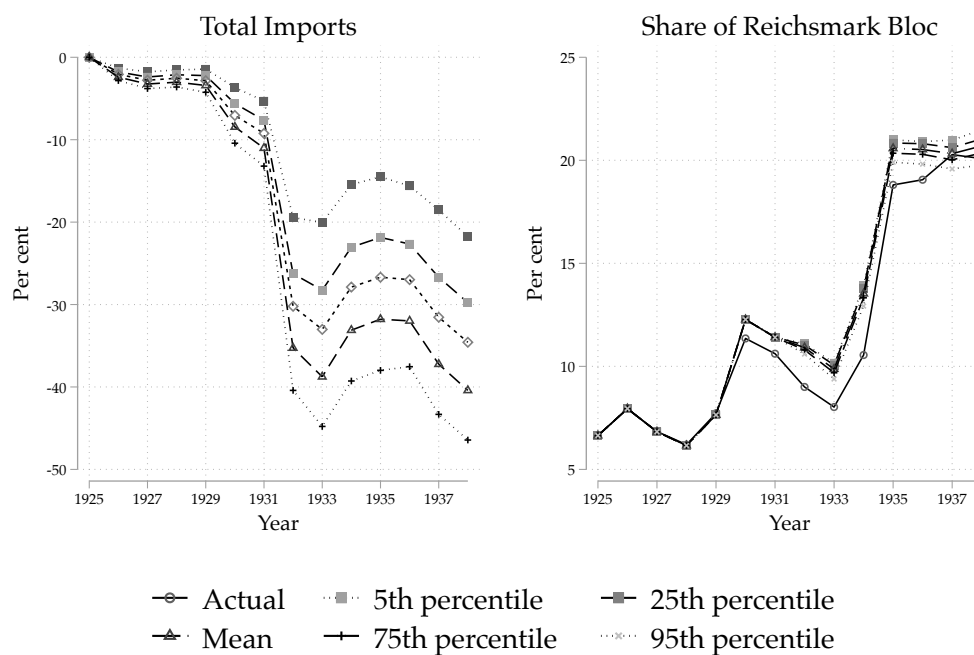 Total Imports
Share of Reichsmark Bloc
Per cent
0
-10
-20
-30
-40
-50
1925 1927 1929 1931 1933 1935 1937
Year
Per cent
25
20
15
10
5
1925 1927 1929 1931 1933 1935 1937
Year
Actual 5th percentile 25th percentile
Mean 75th percentile 95th percentile